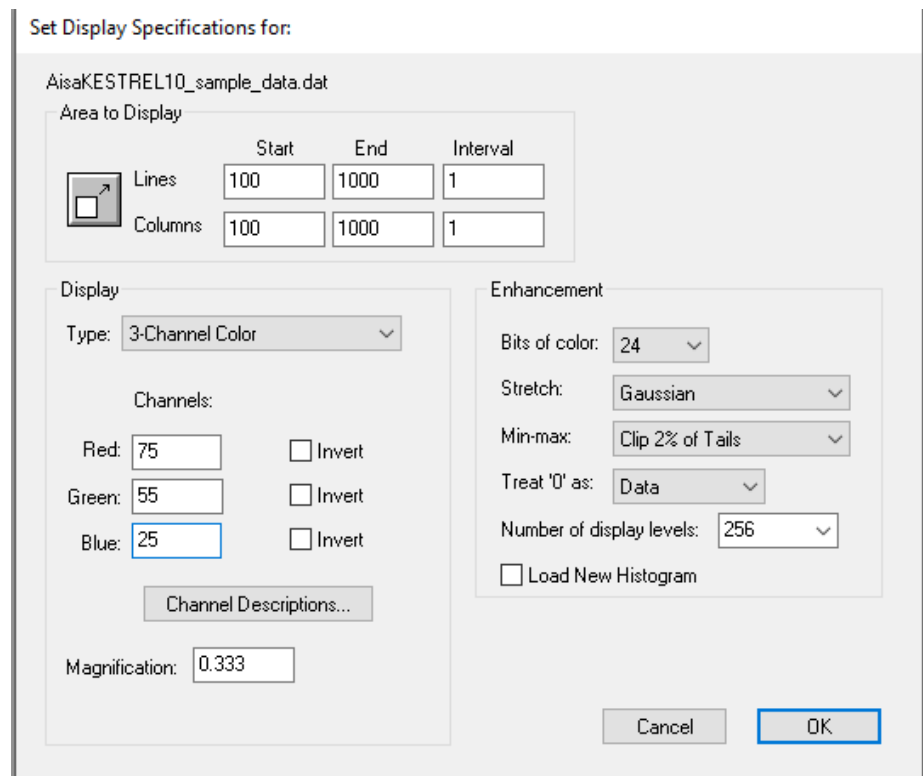 Set Display Specifications for:
AisaKESTREL10_sample_data.dat
Area to Display
Start End Interval
Lines 100 1000 1
Columns 100 1000 1
Display
Type: 3-Channel Color
Channels:
Red: 75 Invert
Green: 55 Invert
Blue: 25 Invert
Channel Descriptions...
Magnification: 0.333
Enhancement
Bits of color: 24
Stretch: Gaussian
Min-max: Clip 2% of Tails
Treat '0' as: Data
Number of display levels: 256
Load New Histogram
Cancel OK